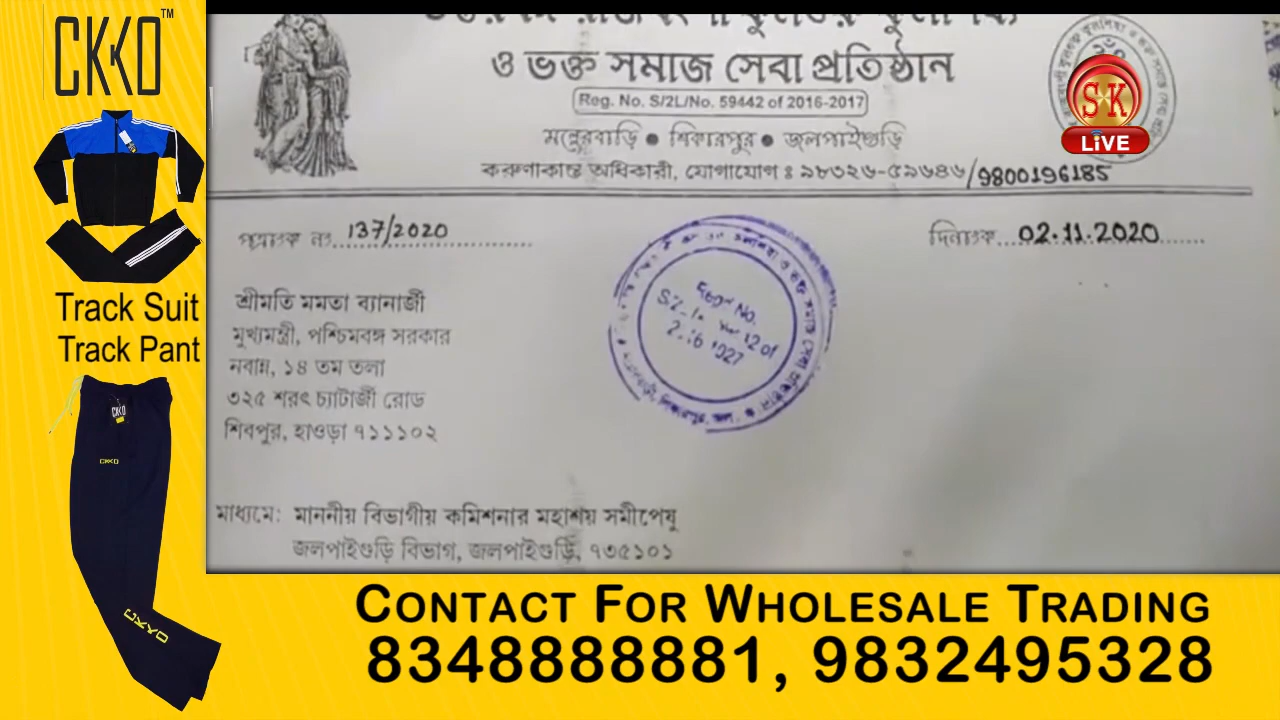 CKKO™
Track Suit
Track Pant
CKKO
CKKO
CKKO
ও ভক্ত সমাজ সেবা প্রতিষ্ঠান
Reg. No. S/2L/No. 59442 of 2016-2017
মন্তেরবাড়ি ● শিকারপুর ● জলপাইগুড়ি
করুণাকান্ত অধিকারী, যোগাযোগ ঃ ৯৮৩২৬-৫৯৬৪৬/9800196185
S K
LiVE
পত্রাংক নং...137/2020
দিনাংক...02.11.2020
শ্রীমতি মমতা ব্যানার্জী
মুখ্যমন্ত্রী, পশ্চিমবঙ্গ সরকার
নবান্ন, ১৪ তম তলা
৩২৫ শরৎ চ্যাটার্জী রোড
শিবপুর, হাওড়া ৭১১১০২
মাধ্যমে: মাননীয় বিভাগীয় কমিশনার মহাশয় সমীপেষু
জলপাইগুড়ি বিভাগ, জলপাইগুড়ি, ৭৩৫১০১
CONTACT FOR WHOLESALE TRADING
8348888881, 9832495328